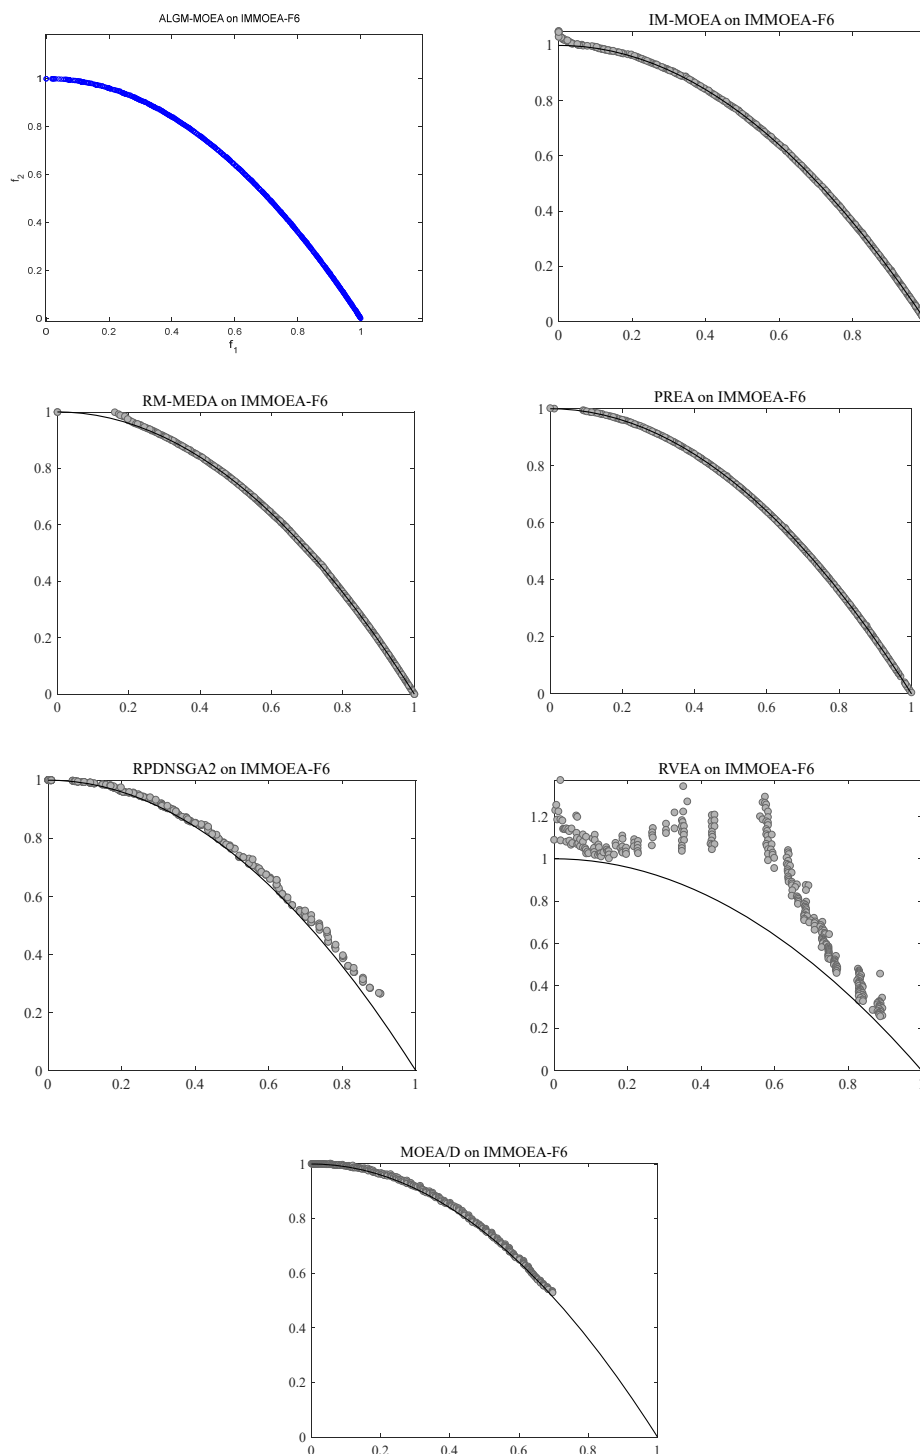 ALGM-MOEA on IMMOEA-F6
1
0.8
0.6
0.4
0.2
0
f2
0 0.2 0.4 0.6 0.8 1
f1
IM-MOEA on IMMOEA-F6
1
0.8
0.6
0.4
0.2
0
0 0.2 0.4 0.6 0.8
RM-MEDA on IMMOEA-F6
1
0.8
0.6
0.4
0.2
0
0 0.2 0.4 0.6 0.8 1
PREA on IMMOEA-F6
1
0.8
0.6
0.4
0.2
0
0 0.2 0.4 0.6 0.8 1
RPDNSGA2 on IMMOEA-F6
1
0.8
0.6
0.4
0.2
0
0 0.2 0.4 0.6 0.8 1
RVEA on IMMOEA-F6
1.2
1
0.8
0.6
0.4
0.2
0
0 0.2 0.4 0.6 0.8
MOEA/D on IMMOEA-F6
1
0.8
0.6
0.4
0.2
0
0 0.2 0.4 0.6 0.8 1